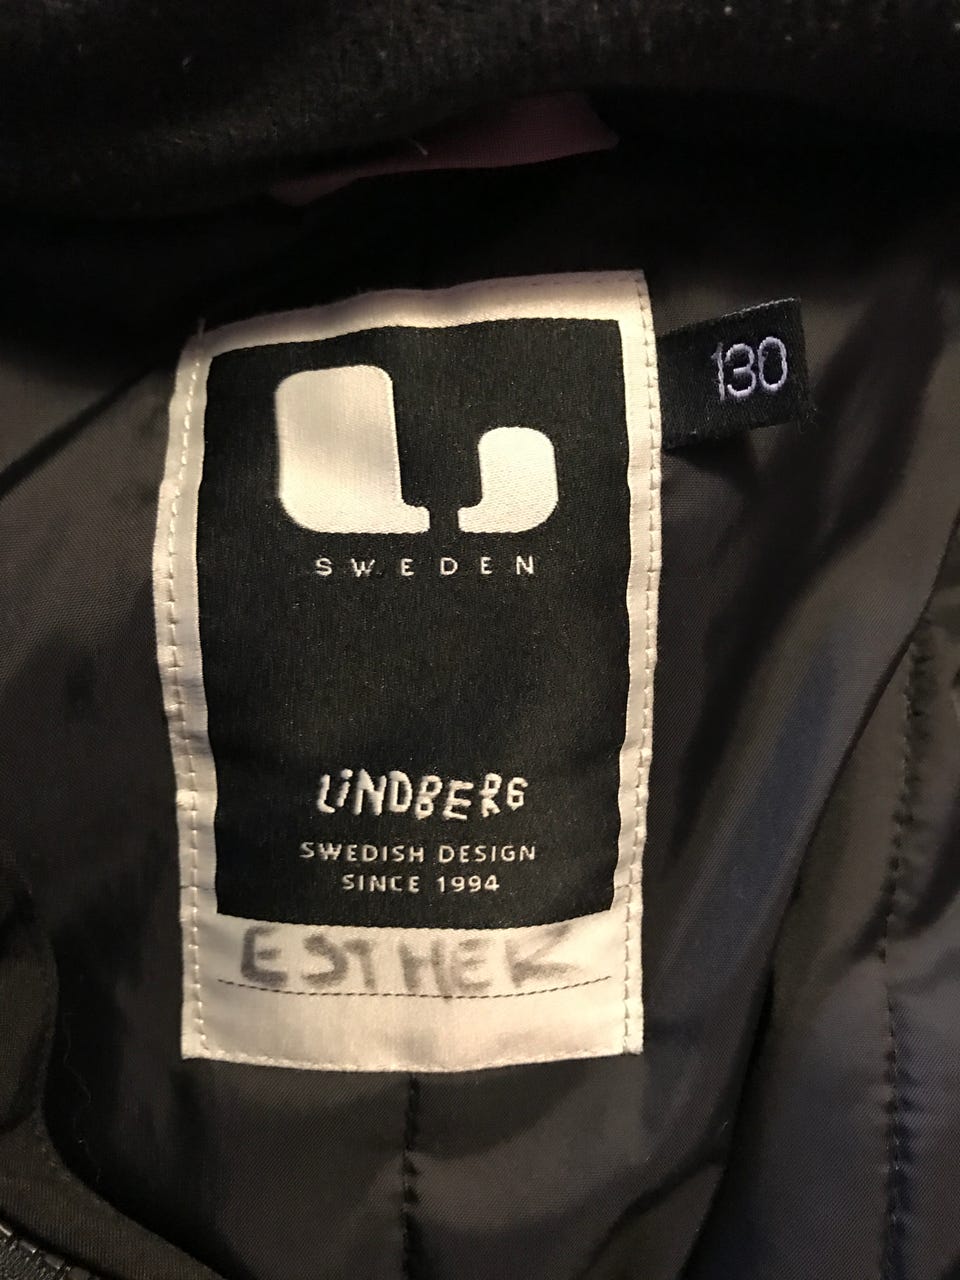 130
SWEDEN
LINDBERG
SWEDISH DESIGN
SINCE 1994
ESTHER